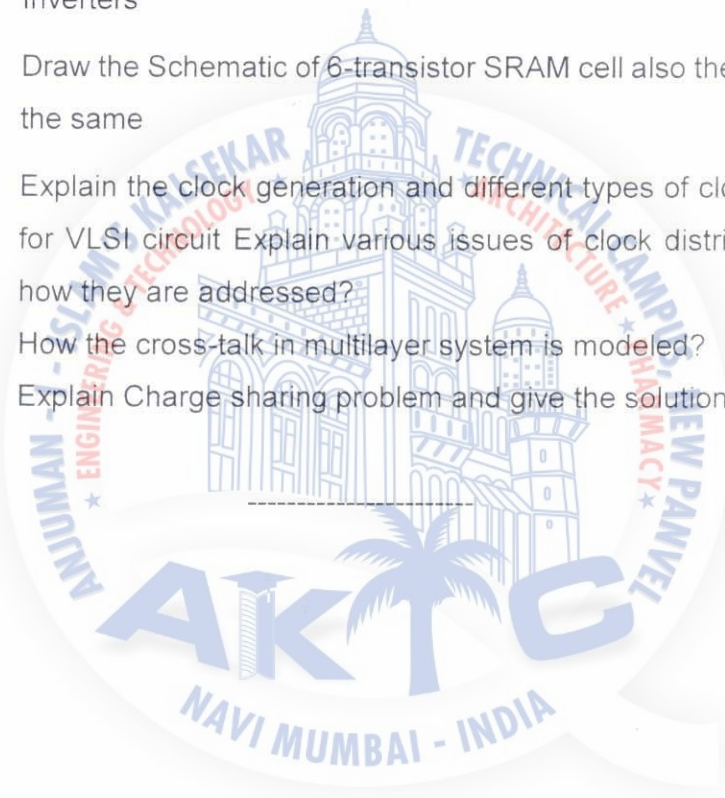 Inverters
Draw the Schematic of 6-transistor SRAM cell also the
the same
Explain the clock generation and different types of clo
for VLSI circuit Explain various issues of clock distri
how they are addressed?
How the cross-talk in multilayer system is modeled?
Explain Charge sharing problem and give the solution
ANJUMAN - I - ISLAM'S KALSEKAR TECHNICAL CAMPUS, NEW PANVEL
ENGINEERING & TECHNOLOGY ★ ARCHITECTURE ★ PHARMACY ★
AKTC
NAVI MUMBAI - INDIA